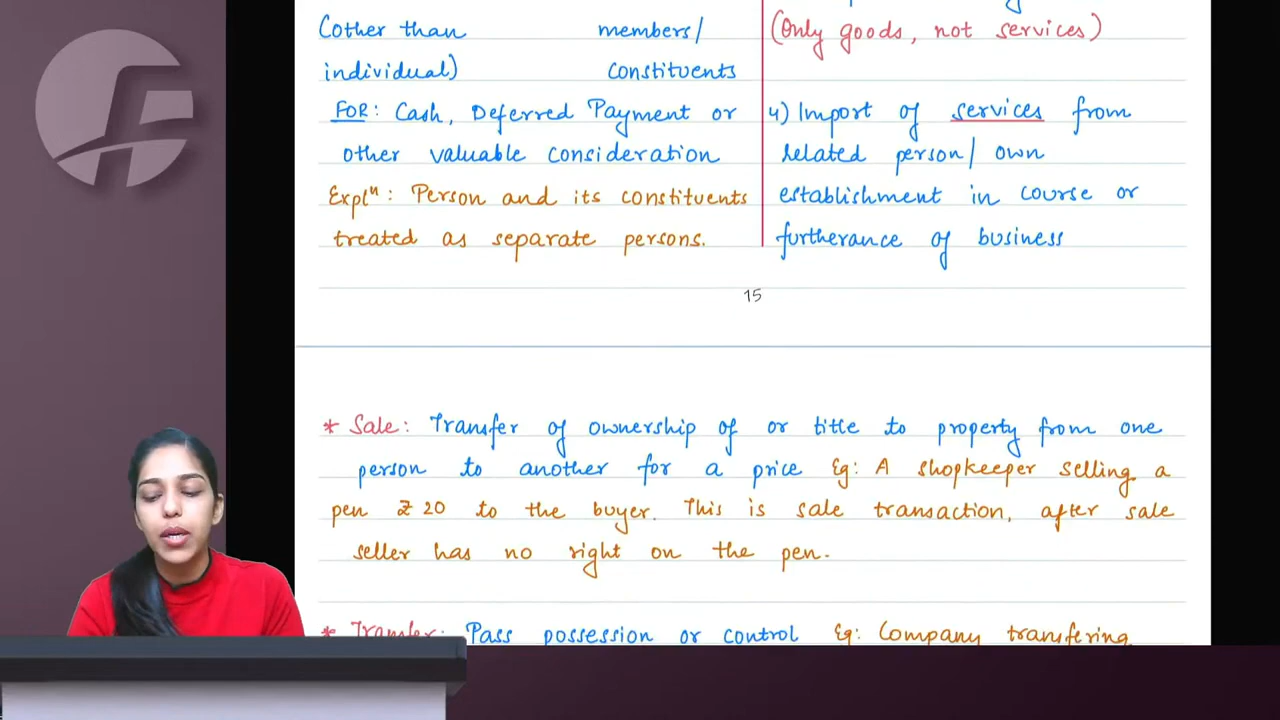 (other than members/
individual) constituents
FOR: Cash, Deferred Payment or
other valuable consideration
Explⁿ: Person and its constituents
treated as separate persons.
(Only goods, not services)
4) Import of services from
related person/ own
establishment in course or
furtherance of business
15
* Sale: Transfer of ownership of or title to property from one
person to another for a price Eg: A shopkeeper selling a
pen ₹ 20 to the buyer. This is sale transaction, after sale
seller has no right on the pen.
* Transfer: Pass possession or control Eg: Company transfering